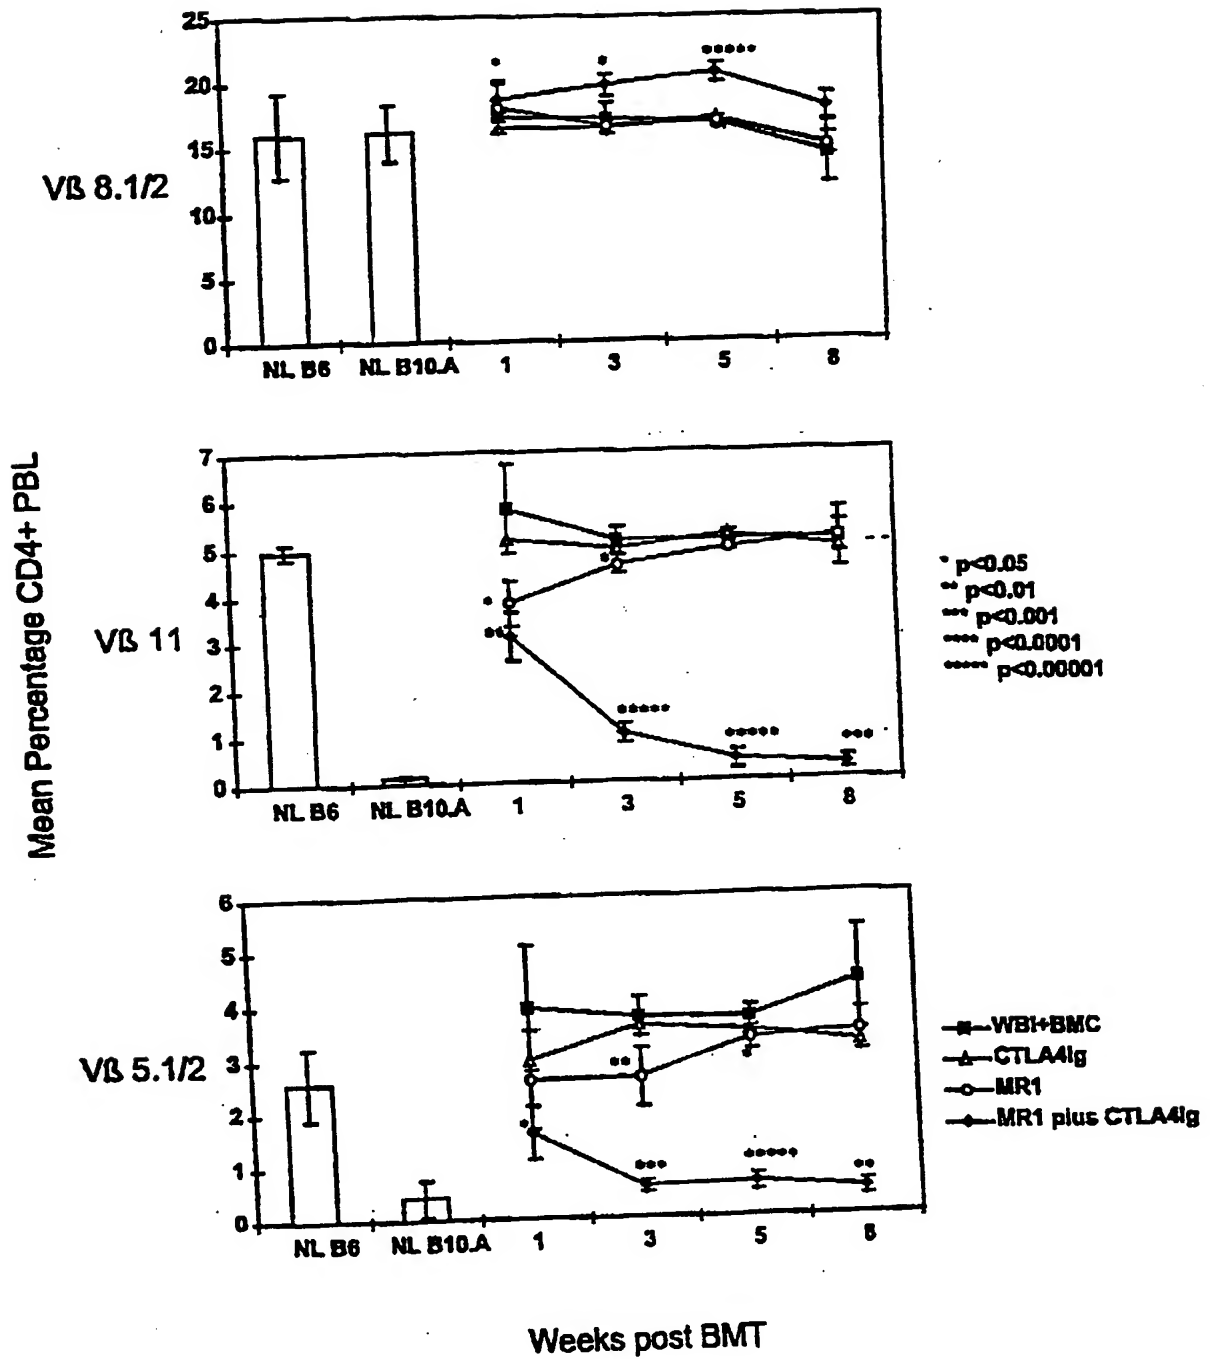 25
20
15
10
5
0
Vß 8.1/2
*
*
*****
NL B6 NL B10.A 1 3 5 8
Mean Percentage CD4+ PBL
7
6
5
4
3
2
1
0
Vß 11
*
*
**
*****
*****
***
NL B6 NL B10.A 1 3 5 8
* p<0.05
** p<0.01
*** p<0.001
**** p<0.0001
***** p<0.00001
6
5
4
3
2
1
0
Vß 5.1/2
**
*
*
***
*****
**
NL B6 NL B10.A 1 3 5 8
WBI+BMC
CTLA4Ig
MR1
MR1 plus CTLA4Ig
Weeks post BMT